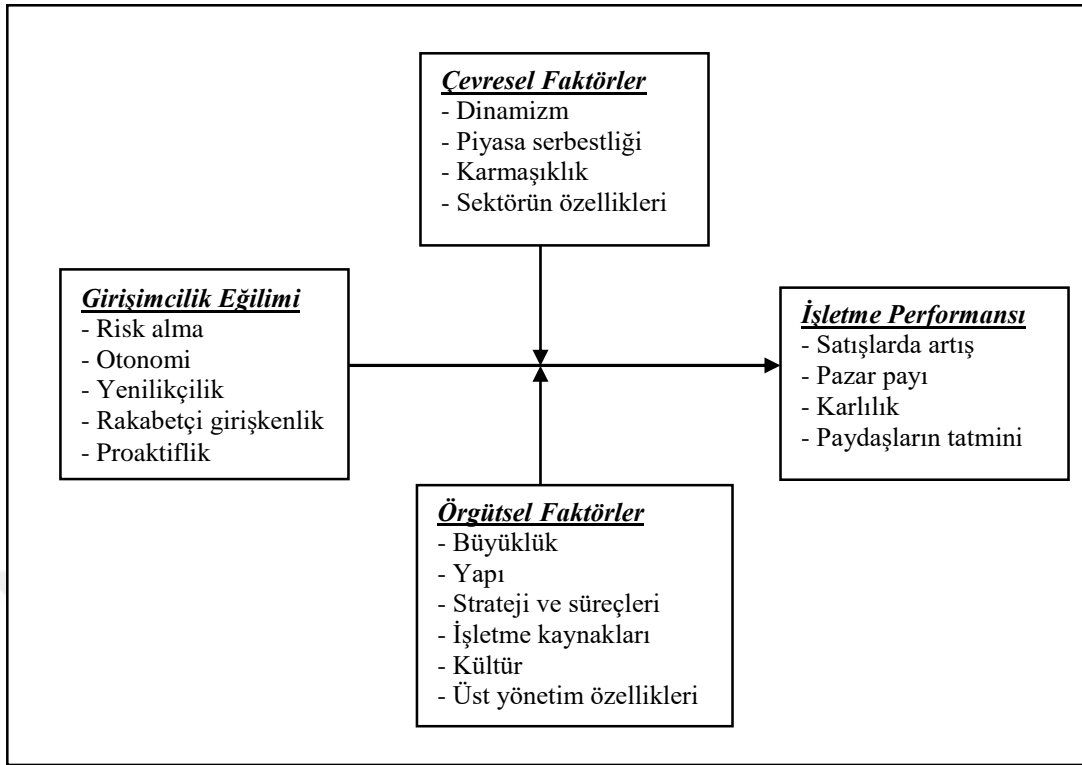 Çevresel Faktörler
- Dinamizm
- Piyasa serbestliği
- Karmaşıklık
- Sektörün özellikleri
Girişimcilik Eğilimi
- Risk alma
- Otonomi
- Yenilikçilik
- Rakabetçi girişkenlik
- Proaktiflik
İşletme Performansı
- Satışlarda artış
- Pazar payı
- Karlılık
- Paydaşların tatmini
Örgütsel Faktörler
- Büyüklük
- Yapı
- Strateji ve süreçleri
- İşletme kaynakları
- Kültür
- Üst yönetim özellikleri